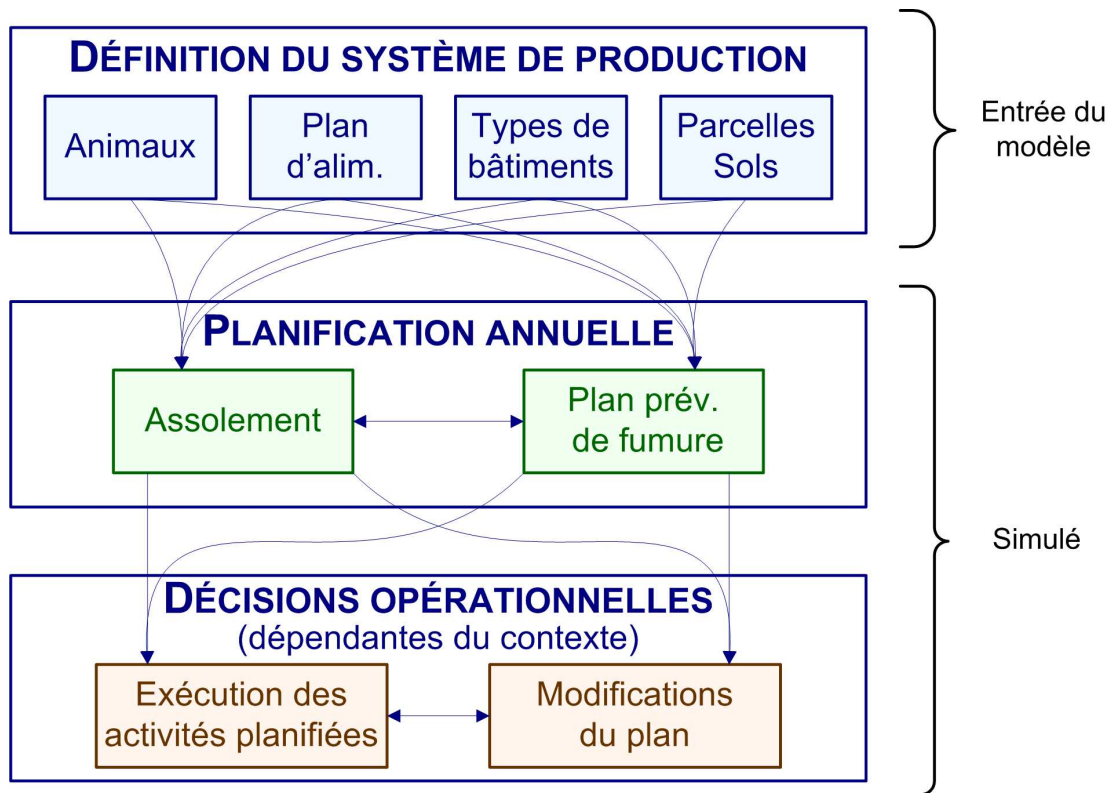 DÉFINITION DU SYSTÈME DE PRODUCTION
Animaux
Plan
d'alim.
Types de
bâtiments
Parcelles
Sols
Entrée du
modèle
PLANIFICATION ANNUELLE
Assolement
Plan prév.
de fumure
Simulé
DÉCISIONS OPÉRATIONNELLES
(dépendantes du contexte)
Exécution des
activités planifiées
Modifications
du plan